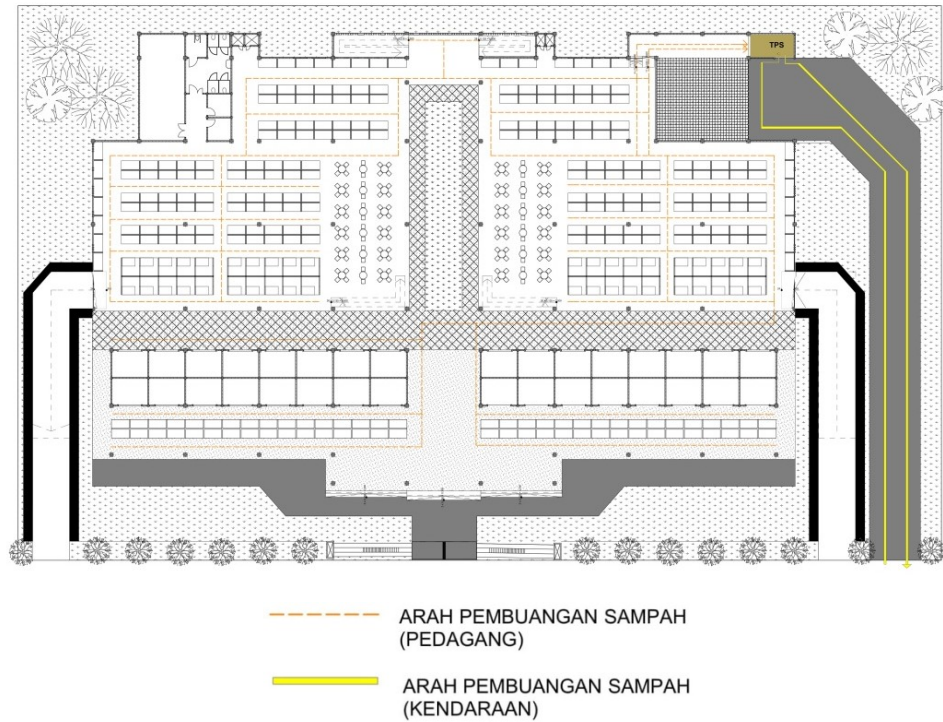 TPS
ARAH PEMBUANGAN SAMPAH
(PEDAGANG)
ARAH PEMBUANGAN SAMPAH
(KENDARAAN)